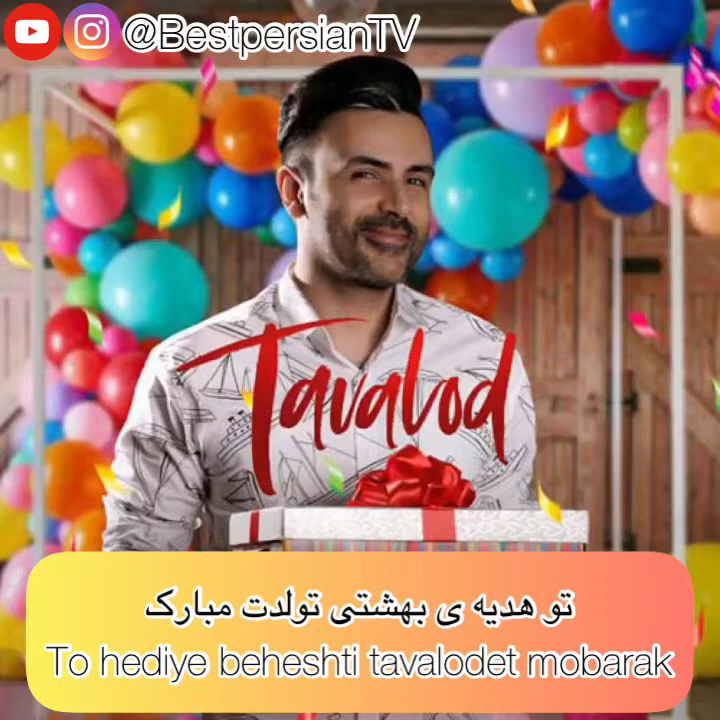 @BestpersianTV
Tavalod
تو هدیه ی بهشتی تولدت مبارک
To hediye beheshti tavalodet mobarak